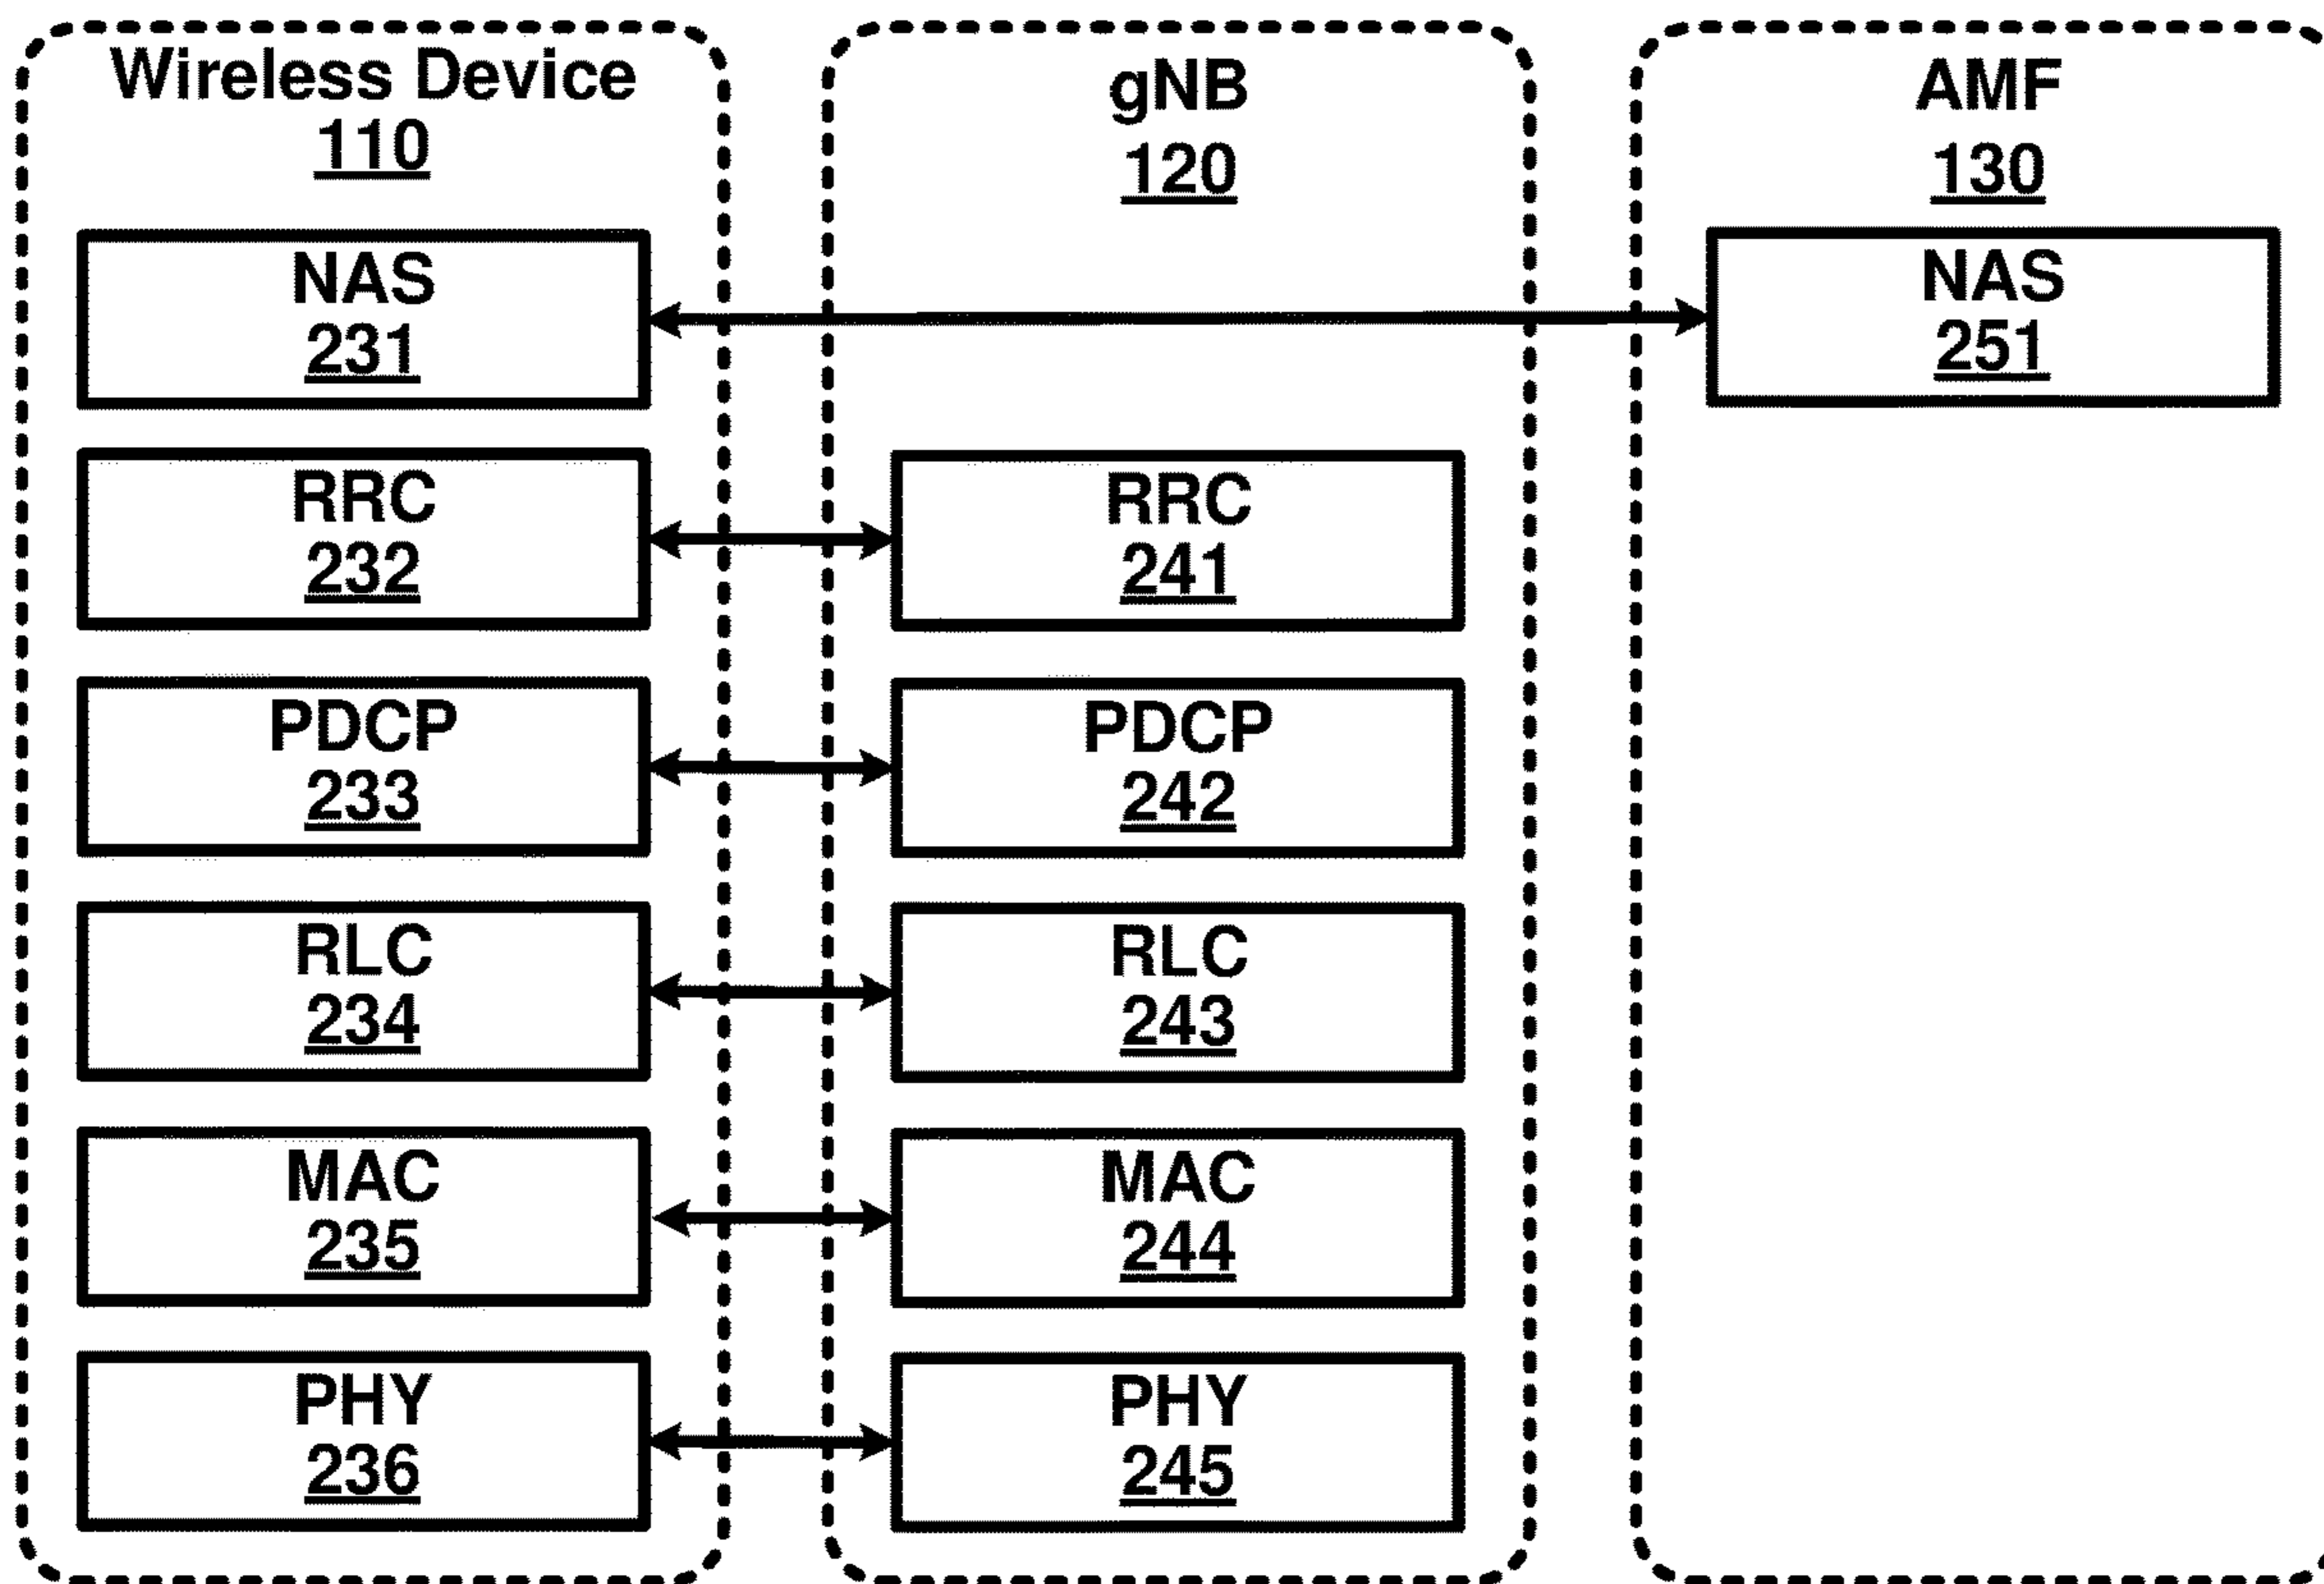 Wireless Device
110
NAS
231
RRC
232
PDCP
233
RLC
234
MAC
235
PHY
236
gNB
120
RRC
241
PDCP
242
RLC
243
MAC
244
PHY
245
AMF
130
NAS
251